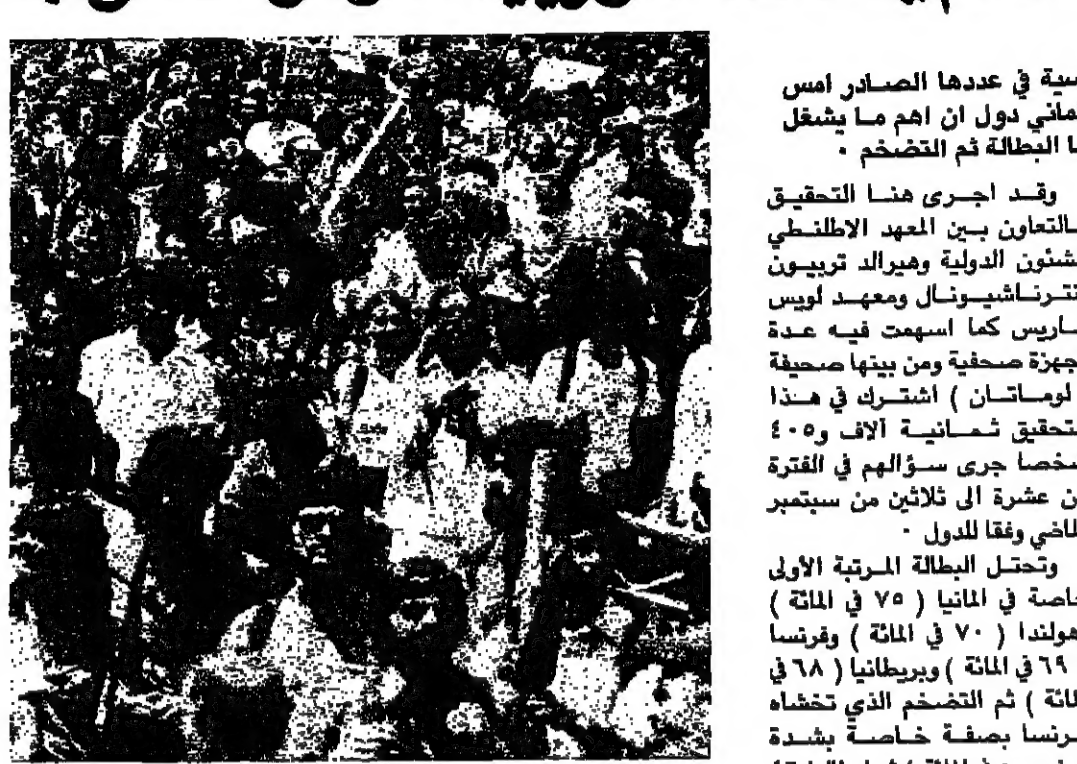 سية في عددها الصادر امس
ماني دول ان اهم ما يشغل
ا البطالة ثم التضخم ·
وقد اجرى هنا التحقيق
التعاون بين المعهد الاطلنطي
شئون الدولية وهيرالد تريبيون
نترناشيونال ومعهد لويس
اريس كما اسهمت فيه عدة
جهزة صحفية ومن بينها صحيفة
لوماتان ) اشترك في هذا
تحقيق ثمانية آلاف و٤٠٥
خصا جرى سؤالهم في الفترة
ن عشرة الى ثلاثين من سبتمبر
لماضي وفقا للدول ·
وتحتل البطالة المرتبة الأولى
اصة في المانيا ( ٧٥ في المائة )
هولندا ( ٧٠ في المائة ) وفرنسا
٦٩ في المائة ) وبريطانيا ( ٦٨ في
لمائة ) ثم التضخم الذي تخشاه
رنسا بصفة خاصة بشدة